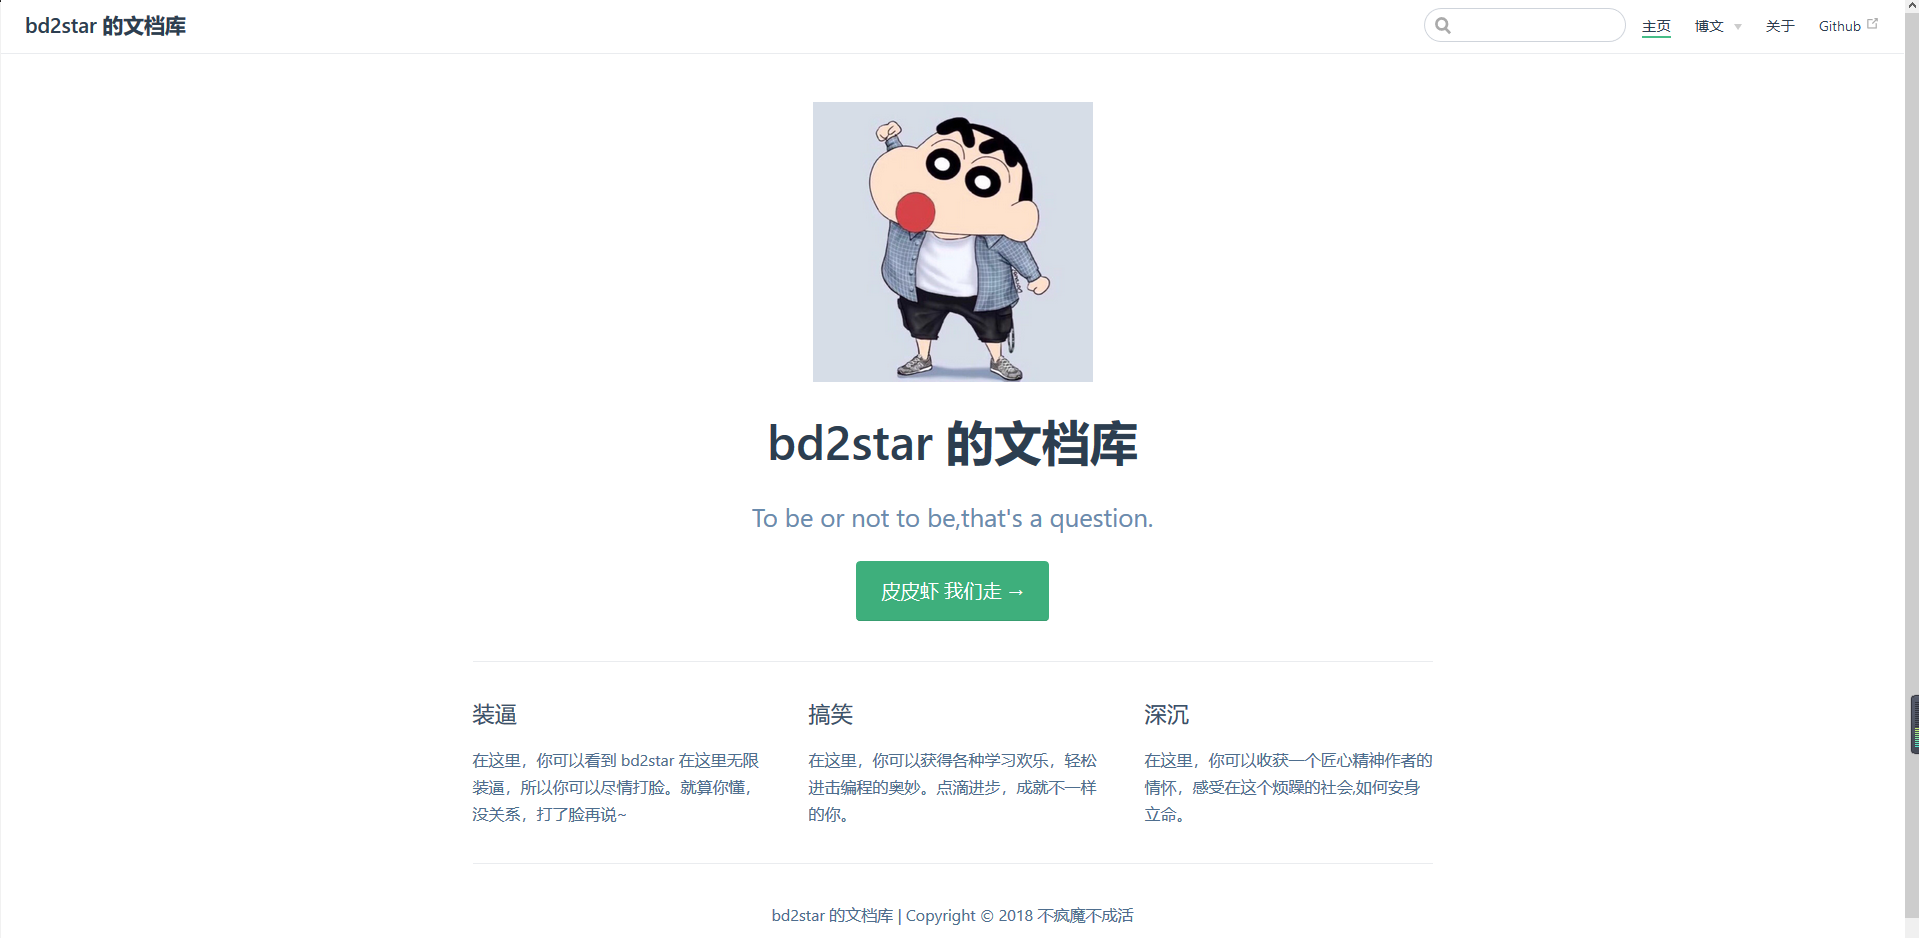 bd2star 的文档库
主页 博文 关于 Github
bd2star 的文档库
To be or not to be,that's a question.
皮皮虾 我们走 →
装逼
在这里，你可以看到 bd2star 在这里无限
装逼，所以你可以尽情打脸。就算你懂，
没关系，打了脸再说~
搞笑
在这里，你可以获得各种学习欢乐，轻松
进击编程的奥妙。点滴进步，成就不一样
的你。
深沉
在这里，你可以收获一个匠心精神作者的
情怀，感受在这个烦躁的社会,如何安身
立命。
bd2star 的文档库 | Copyright © 2018 不疯魔不成活